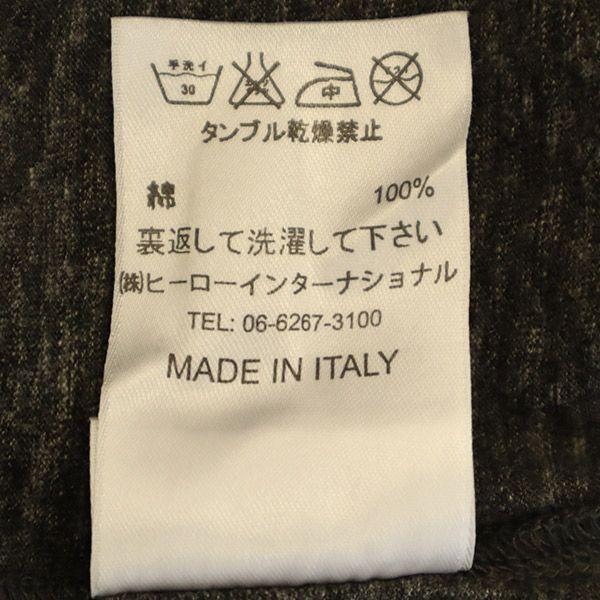 手洗イ
30 中
タンブル乾燥禁止
綿 100%
裏返して洗濯して下さい
㈱ヒーローインターナショナル
TEL: 06-6267-3100
MADE IN ITALY